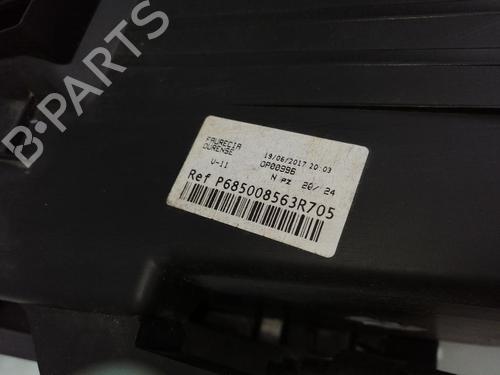 FAURECIA
OURENSE
19/06/2017 20:03
V-11
OP00996
N PZ 20/ 24
Ref P685008563R705
B-PARTS